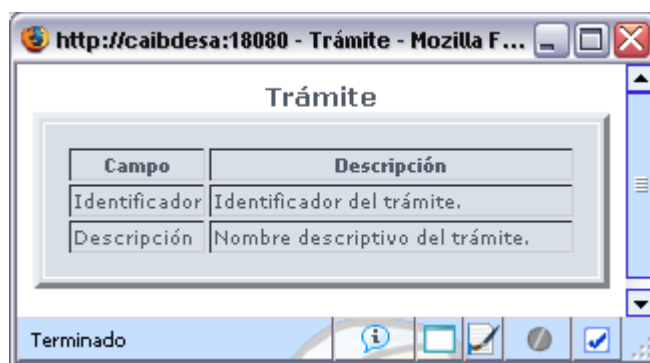 http://caibdesa:18080 - Trámite - Mozilla F...
Trámite
Campo Descripción
Identificador Identificador del trámite.
Descripción Nombre descriptivo del trámite.
Terminado